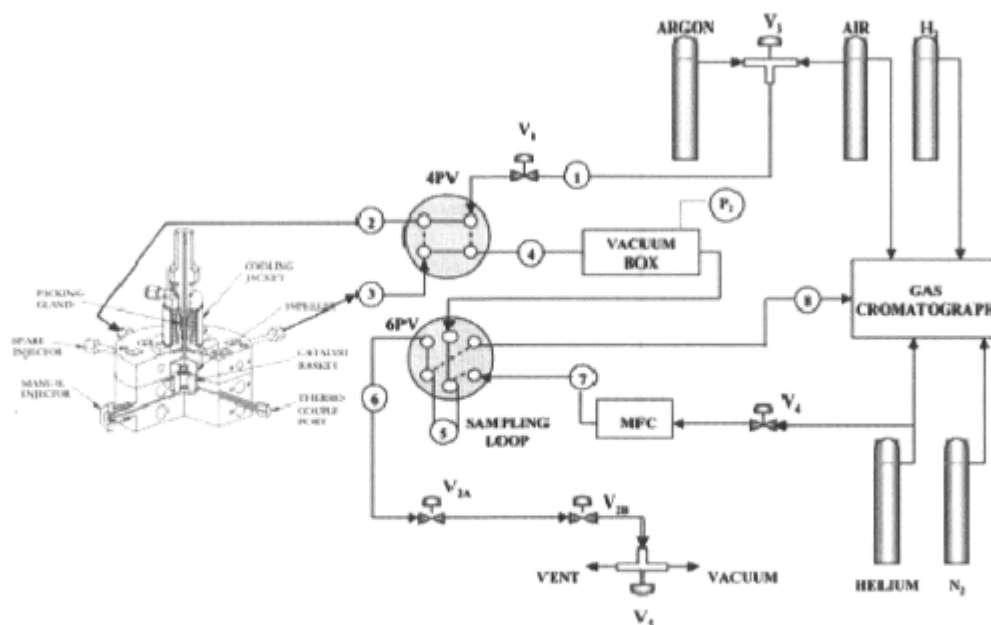 ARGON
V3
AIR
H2
V1
4PV
1
2
P2
4
VACUUM
BOX
COOLING
JACKET
PACKING
GLAND
3
IMPELLER
8
GAS
CROMATOGRAPH
6PV
SPARE
INJECTOR
CATALYST
BASKET
7
MANUAL
INJECTOR
6
THERMO
COUPLE
PORT
5
SAMPLING
LOOP
MFC
V4
V2A
V2B
VENT
VACUUM
HELIUM
N2